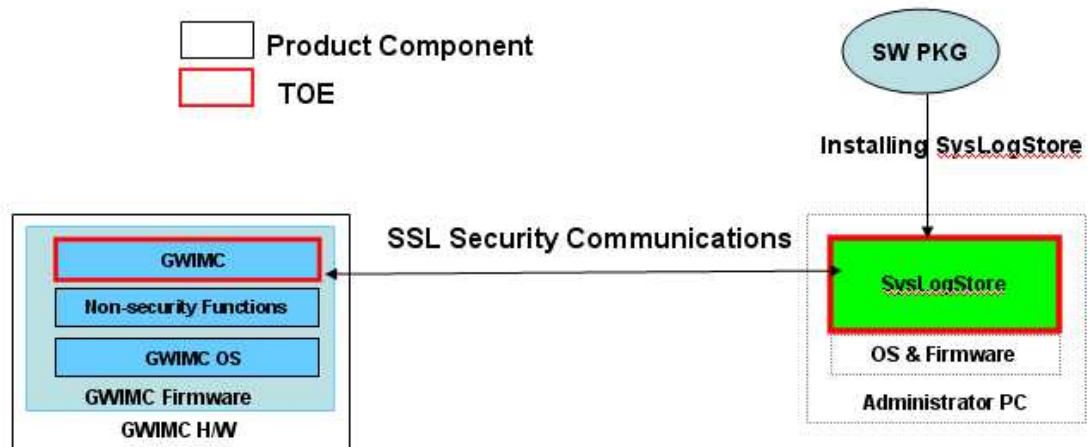 Product Component
TOE
SW PKG
Installing SysLogStore
SSL Security Communications
GWIMC
Non-security Functions
GWIMC OS
GWIMC Firmware
GWIMC H/W
SysLogStore
OS & Firmware
Administrator PC